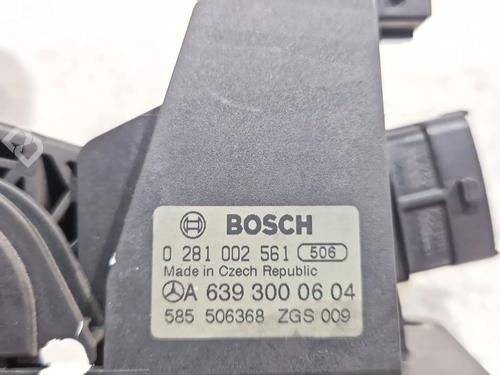 BOSCH
0 281 002 561 506
Made in Czech Republic
A 639 300 06 04
585 506368 ZGS 009